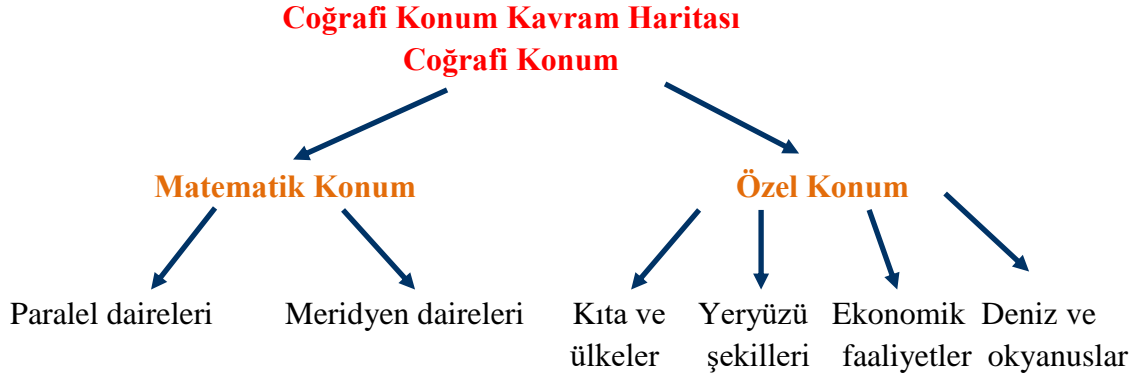 Coğrafi Konum Kavram Haritası
Coğrafi Konum
Matematik Konum
Özel Konum
Paralel daireleri
Meridyen daireleri
Kıta ve
ülkeler
Yeryüzü
şekilleri
Ekonomik
faaliyetler
Deniz ve
okyanuslar